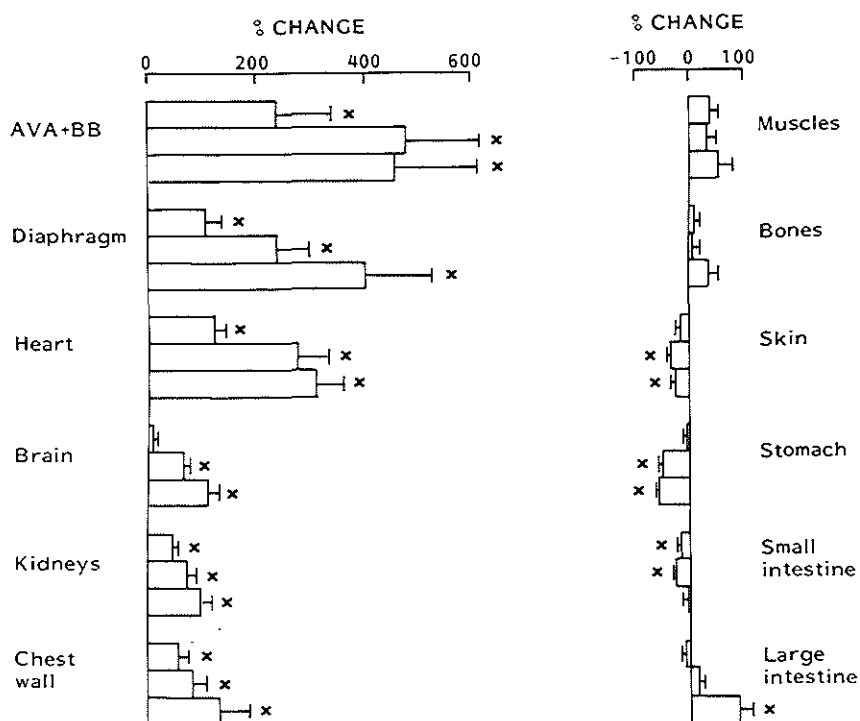 % CHANGE
0 200 400 600
AVA+BB
Diaphragm
Heart
Brain
Kidneys
Chest
wall
% CHANGE
-100 0 100
Muscles
Bones
Skin
Stomach
Small
intestine
Large
intestine